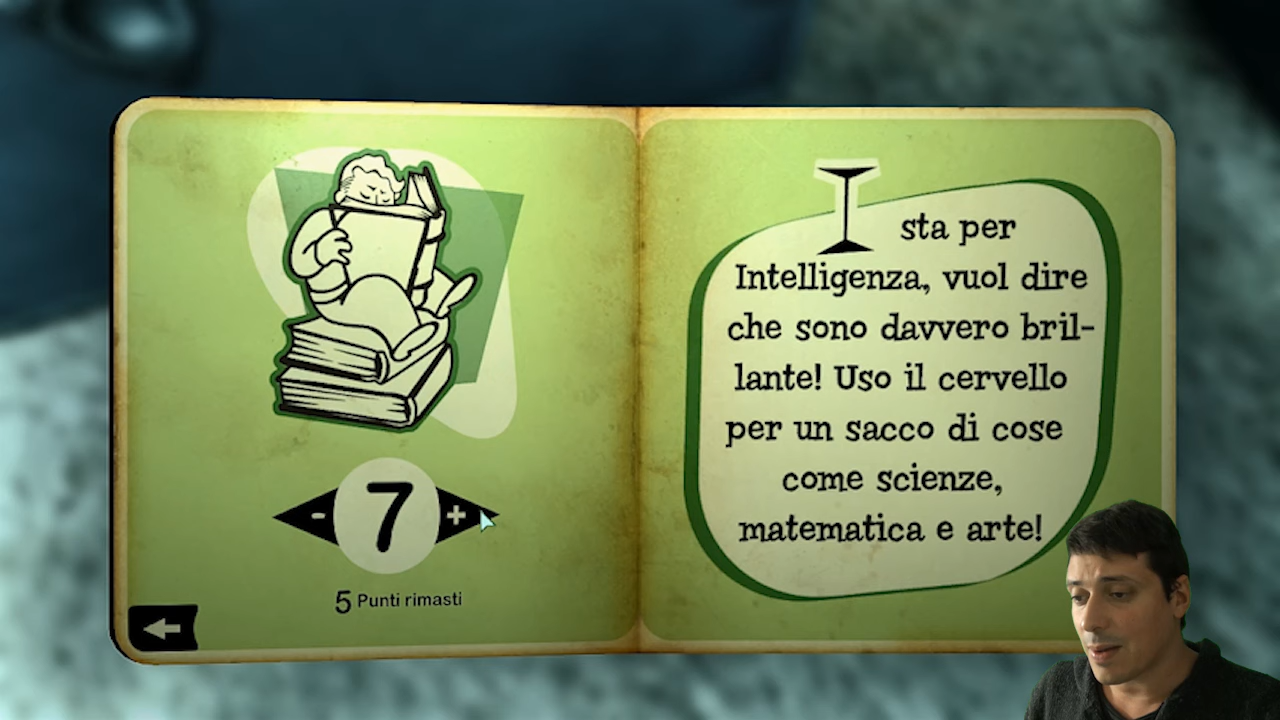 - 7 +
5 Punti rimasti
I sta per
Intelligenza, vuol dire
che sono davvero bril-
lante! Uso il cervello
per un sacco di cose
come scienze,
matematica e arte!